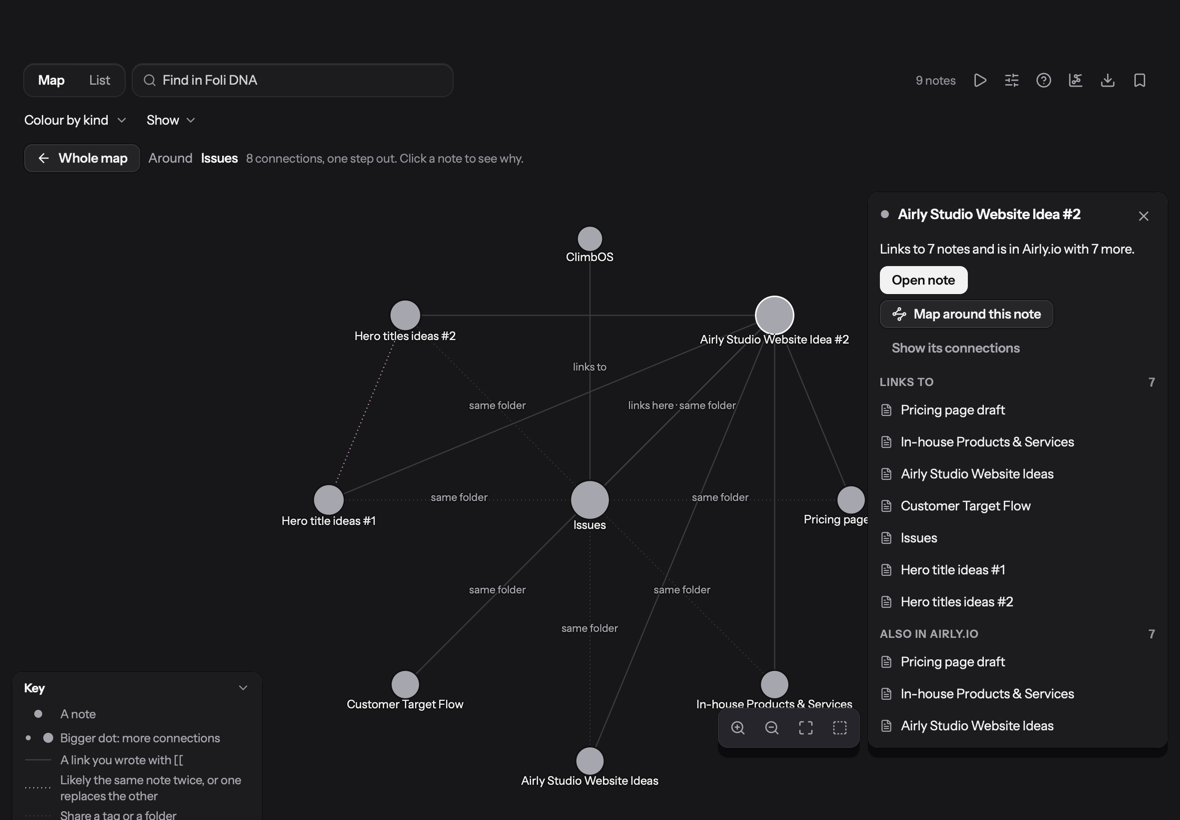 Map List Find in Foli DNA 9 notes
Colour by kind Show
Whole map Around Issues 8 connections, one step out. Click a note to see why.
ClimbOS
Hero titles ideas #2
Airly Studio Website Idea #2
links to
same folder
links here · same folder
same folder
same folder
Hero title ideas #1
Issues
Pricing page
same folder
same folder
same folder
Customer Target Flow
In-house Products & Services
Airly Studio Website Ideas
Key
A note
Bigger dot: more connections
A link you wrote with [[
Likely the same note twice, or one
replaces the other
Share a tag or a folder
Airly Studio Website Idea #2
Links to 7 notes and is in Airly.io with 7 more.
Open note
Map around this note
Show its connections
LINKS TO 7
Pricing page draft
In-house Products & Services
Airly Studio Website Ideas
Customer Target Flow
Issues
Hero title ideas #1
Hero titles ideas #2
ALSO IN AIRLY.IO 7
Pricing page draft
In-house Products & Services
Airly Studio Website Ideas